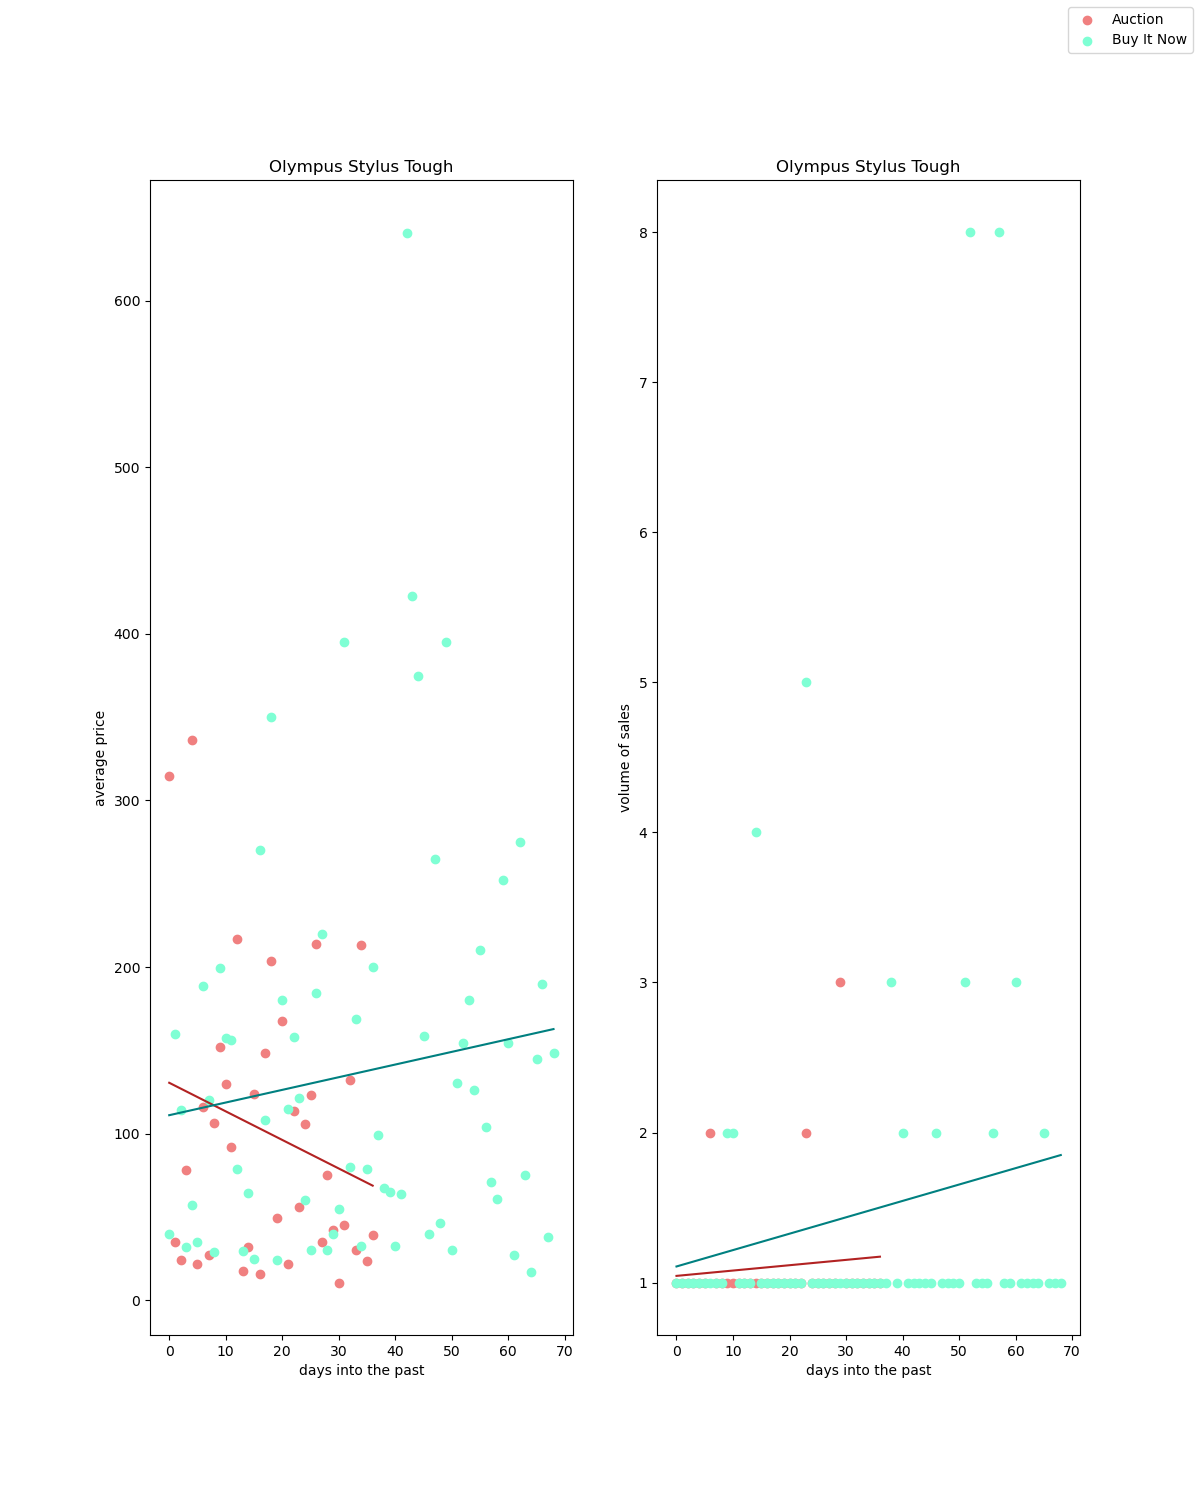 Auction
Buy It Now
Olympus Stylus Tough
600
500
400
300
200
100
0
average price
0 10 20 30 40 50 60 70
days into the past
Olympus Stylus Tough
8
7
6
5
4
3
2
1
volume of sales
0 10 20 30 40 50 60 70
days into the past